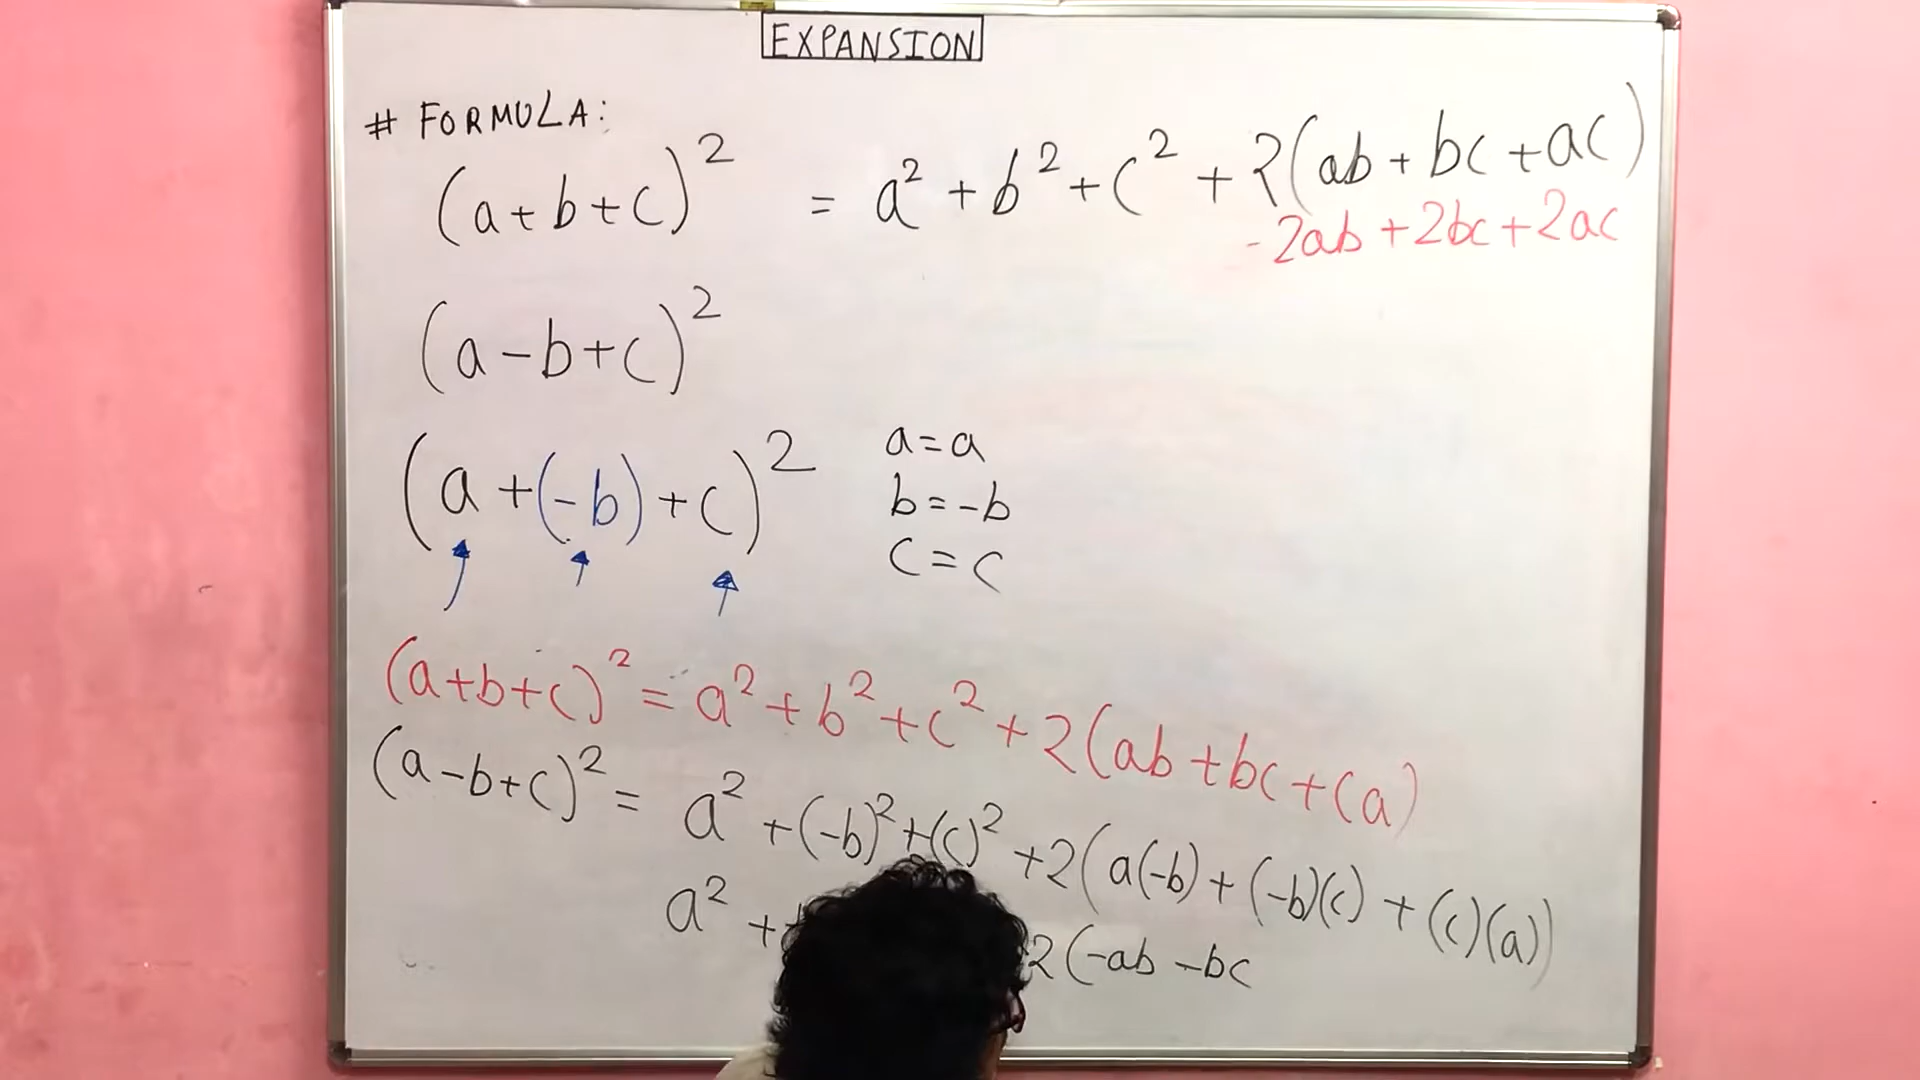 EXPANSION
# FORMULA:
(a+b+c)² = a² + b² + c² + 2(ab + bc + ac)
-2ab + 2bc + 2ac
(a-b+c)²
(a +(-b) + c)²
a=a
b=-b
c=c
(a+b+c)² = a² + b² + c² + 2(ab + bc + ca)
(a-b+c)² = a² + (-b)² + (c)² + 2(a(-b) + (-b)(c) + (c)(a))
a² + 2(-ab - bc